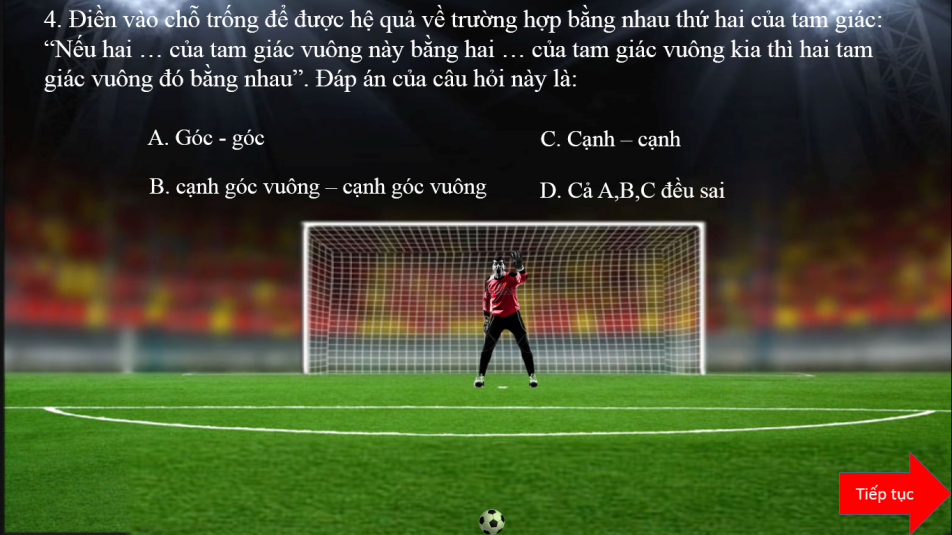 4. Điền vào chỗ trống để được hệ quả về trường hợp bằng nhau thứ hai của tam giác:
“Nếu hai … của tam giác vuông này bằng hai … của tam giác vuông kia thì hai tam
giác vuông đó bằng nhau”. Đáp án của câu hỏi này là:
A. Góc - góc
C. Cạnh – cạnh
B. cạnh góc vuông – cạnh góc vuông
D. Cả A,B,C đều sai
Tiếp tục